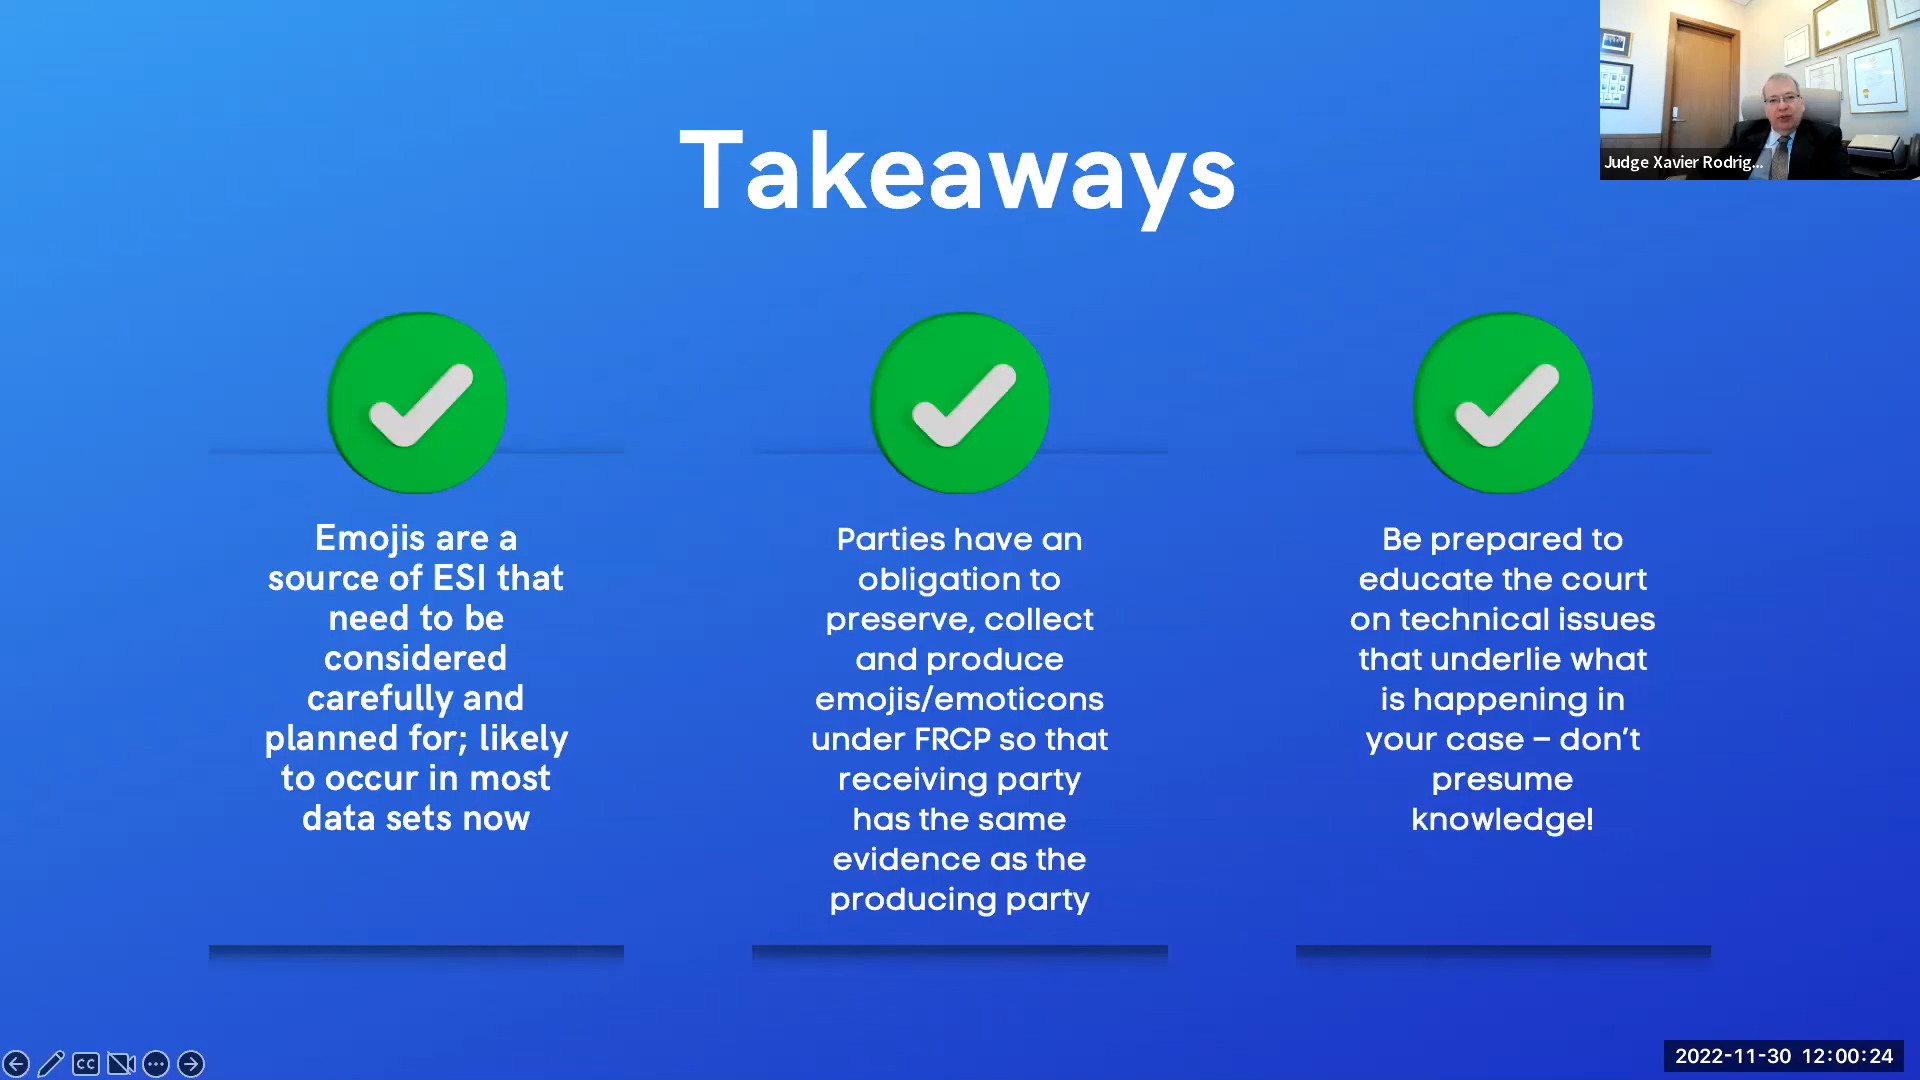 Takeaways
Judge Xavier Rodrig...
Emojis are a
source of ESI that
need to be
considered
carefully and
planned for; likely
to occur in most
data sets now
Parties have an
obligation to
preserve, collect
and produce
emojis/emoticons
under FRCP so that
receiving party
has the same
evidence as the
producing party
Be prepared to
educate the court
on technical issues
that underlie what
is happening in
your case – don’t
presume
knowledge!
CC
2022-11-30 12:00:24